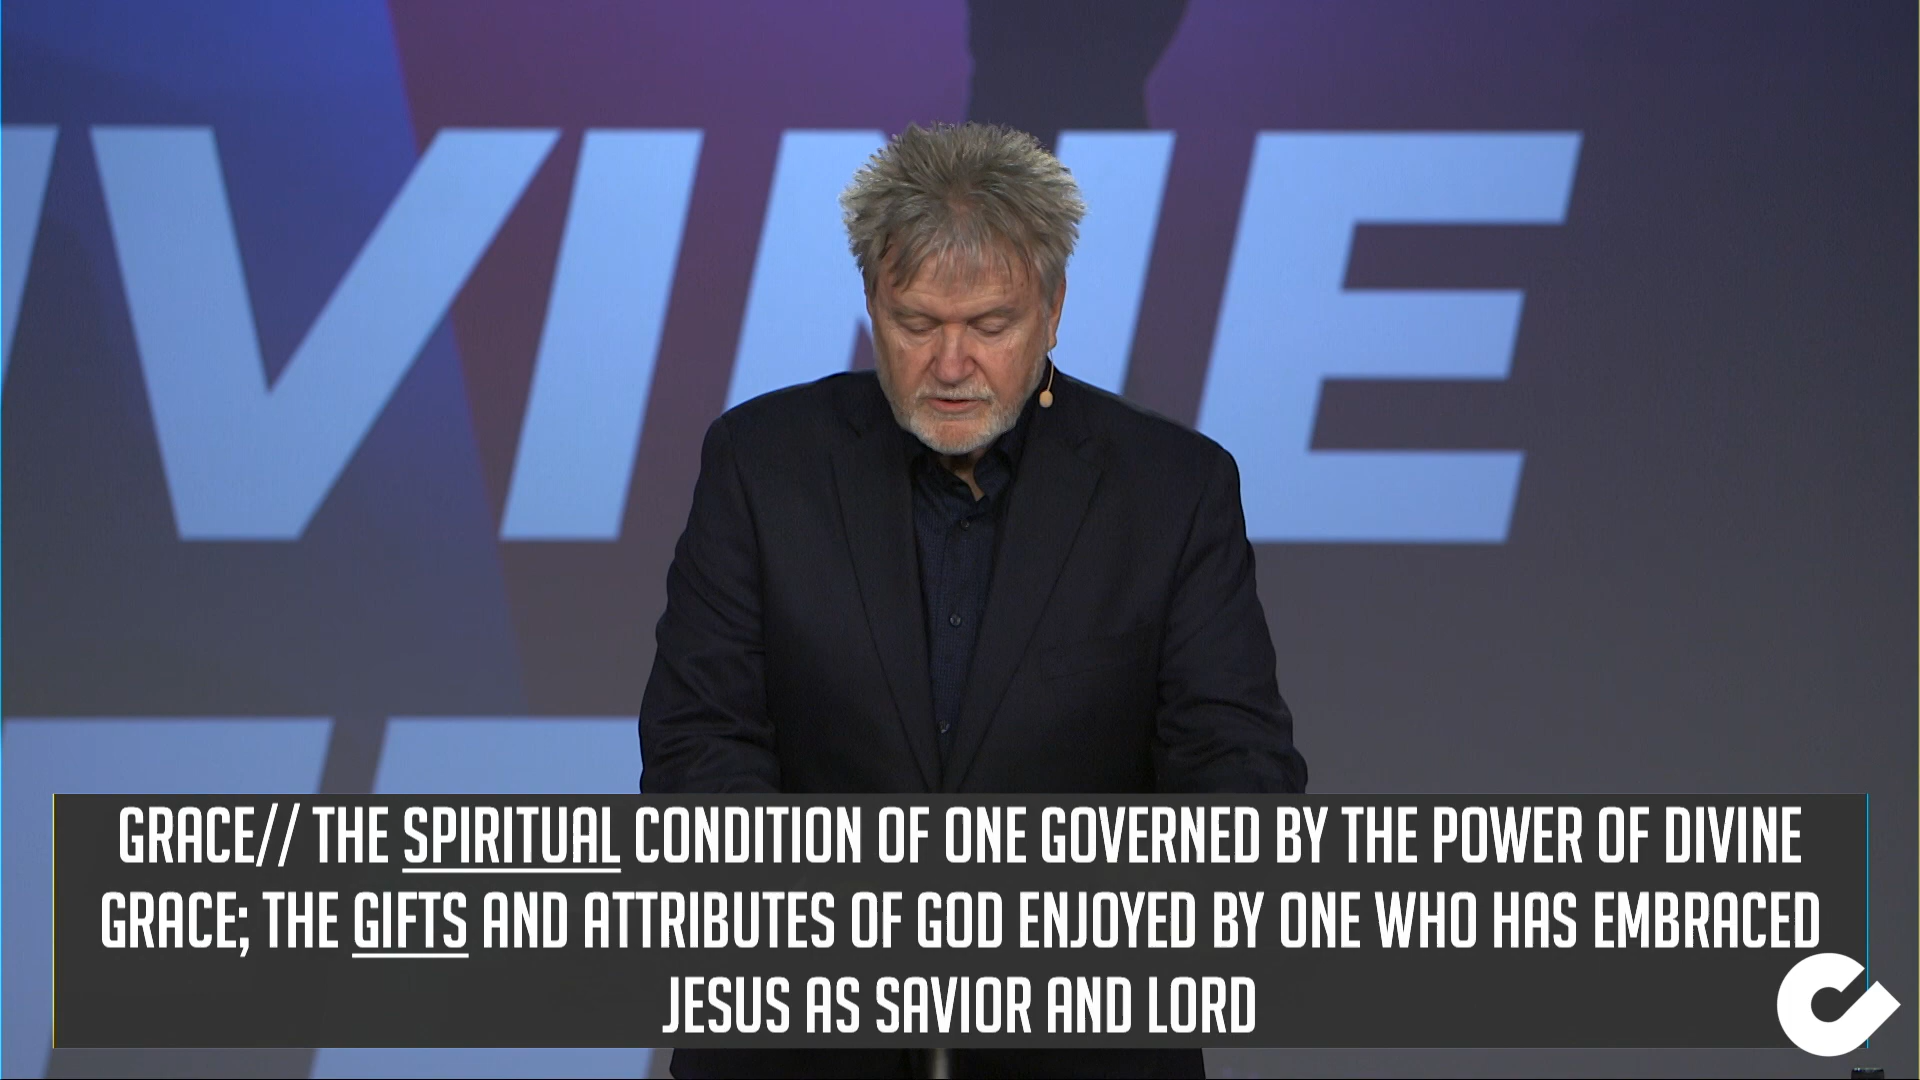 IVINE
GRACE// THE SPIRITUAL CONDITION OF ONE GOVERNED BY THE POWER OF DIVINE
GRACE; THE GIFTS AND ATTRIBUTES OF GOD ENJOYED BY ONE WHO HAS EMBRACED
JESUS AS SAVIOR AND LORD